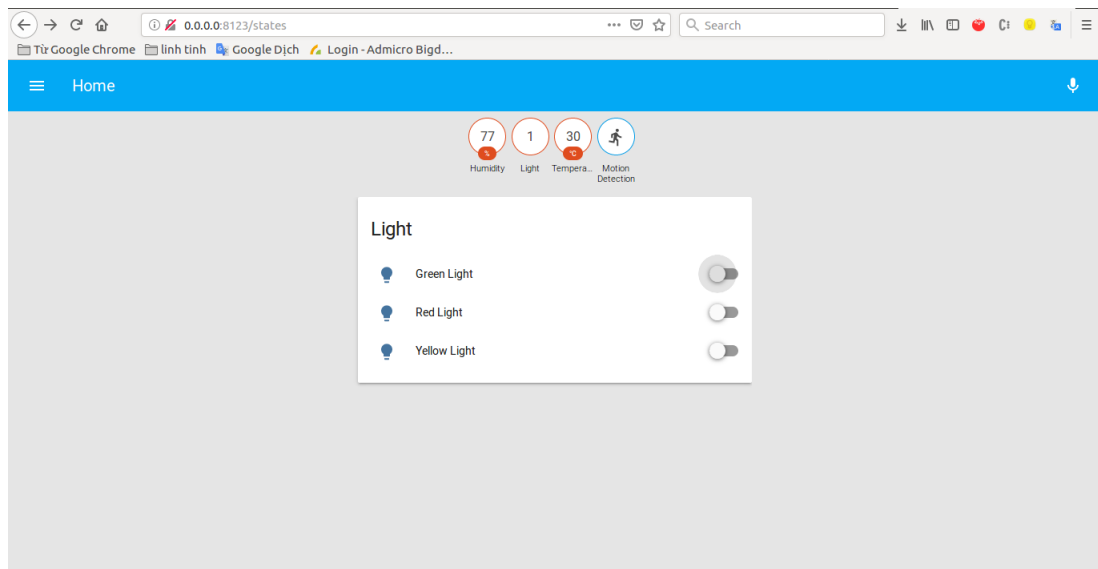 0.0.0.0:8123/states
Search
Từ Google Chrome linh tinh Google Dịch Login - Admicro Bigd...
Home
77 1 30
% °C
Humidity Light Tempera... Motion Detection
Light
Green Light
Red Light
Yellow Light